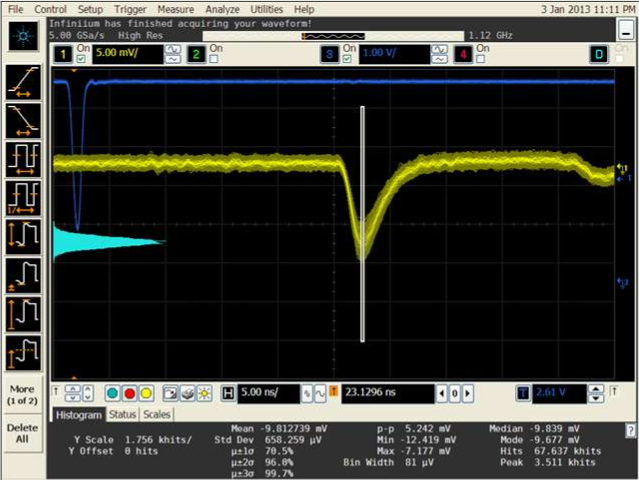 File Control Setup Trigger Measure Analyze Utilities Help 3 Jan 2013 11:11 PM
Infiniium has finished acquiring your waveform!
5.00 GSa/s High Res 1.12 GHz
1 On 5.00 mV/ 2 On 3 On 1.00 V/ 4 On D On
H 5.00 ns/ 23.1296 ns 0 T 2.61 V
More
(1 of 2)
Delete
All
Histogram Status Scales
Mean -9.812739 mV p-p 5.242 mV Median -9.839 mV
Y Scale 1.756 khits/ Std Dev 658.259 µV Min -12.419 mV Mode -9.677 mV
Y Offset 0 hits µ±1σ 70.5% Max -7.177 mV Hits 67.637 khits
µ±2σ 96.0% Bin Width 81 µV Peak 3.511 khits
µ±3σ 99.7%